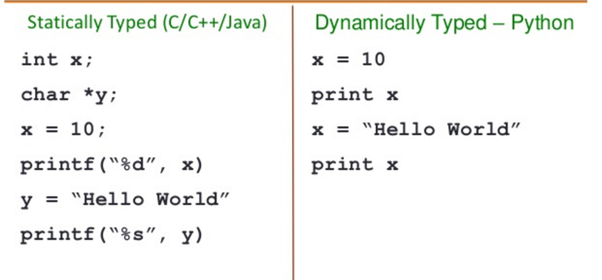 Statically Typed (C/C++/Java)
int x;
char *y;
x = 10;
printf(“%d”, x)
y = “Hello World”
printf(“%s”, y)
Dynamically Typed – Python
x = 10
print x
x = “Hello World”
print x